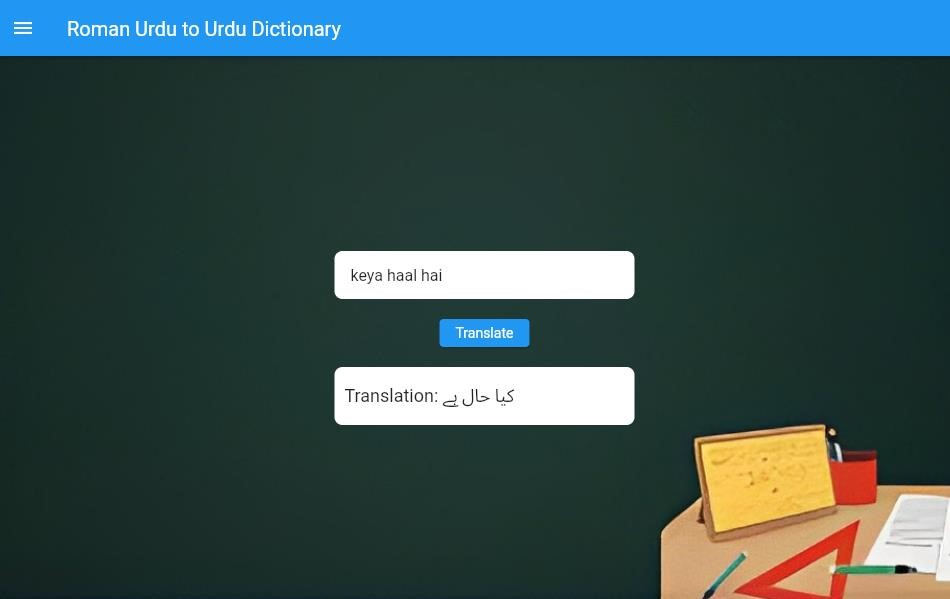 Roman Urdu to Urdu Dictionary
keya haal hai
Translate
Translation: کیا حال ہے